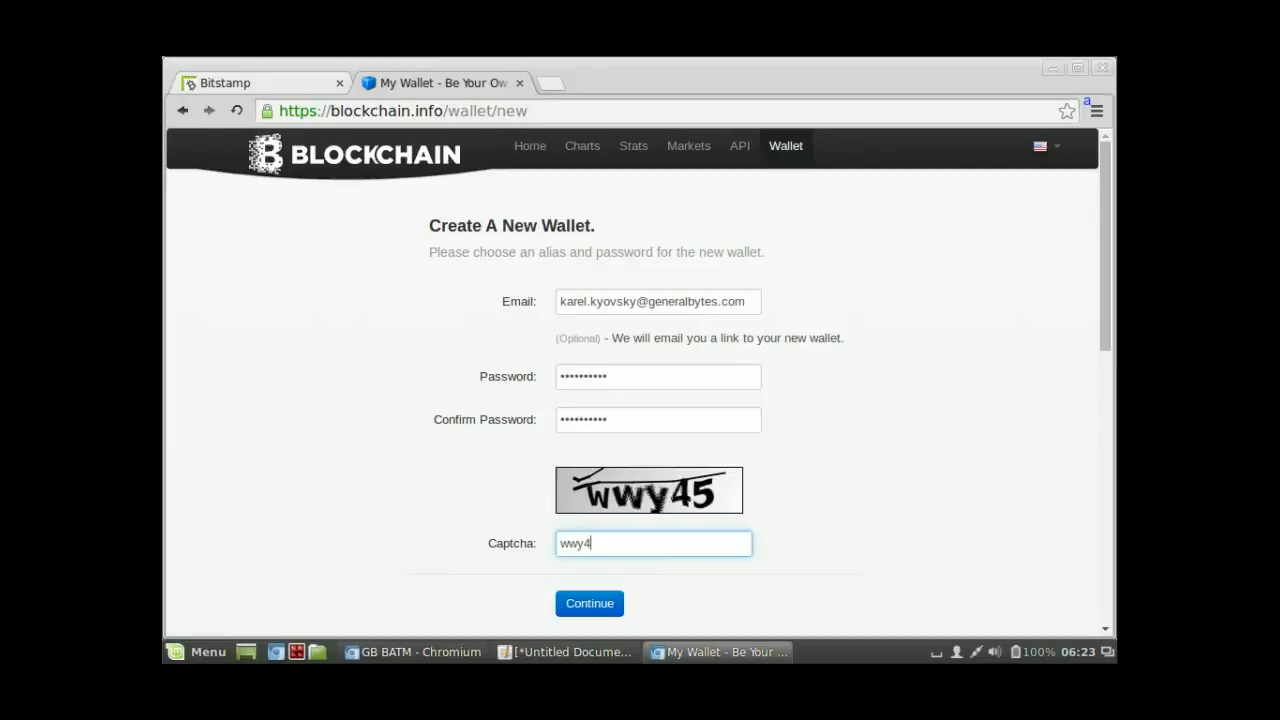 Bitstamp
My Wallet - Be Your Ow
https://blockchain.info/wallet/new
a
BLOCKCHAIN
Home Charts Stats Markets API Wallet
Create A New Wallet.
Please choose an alias and password for the new wallet.
Email: karel.kyovsky@generalbytes.com
(Optional) - We will email you a link to your new wallet.
Password: ••••••••••
Confirm Password: ••••••••••
wwy45
Captcha: wwy4
Continue
Menu GB BATM - Chromium [*Untitled Docume... My Wallet - Be Your ... 100% 06:23